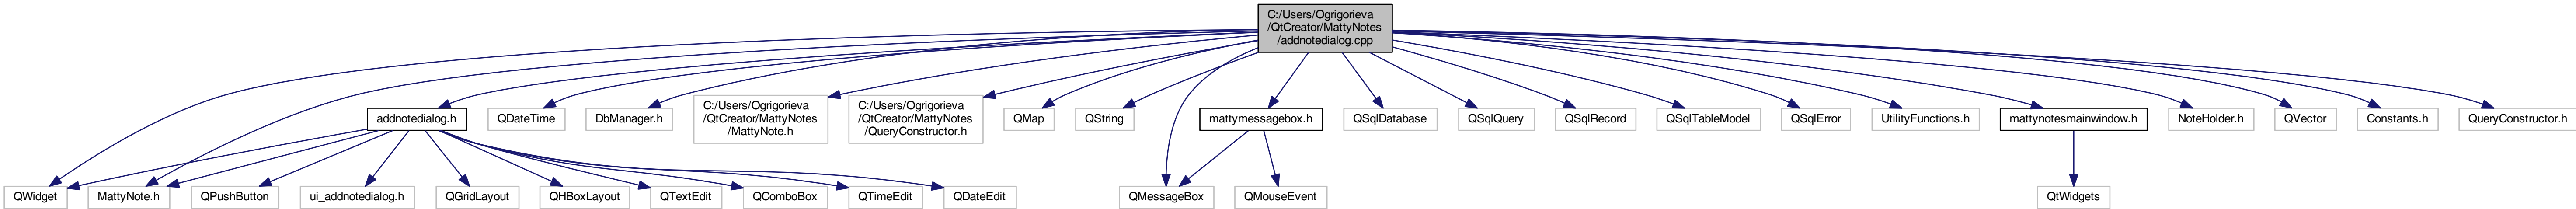 C:/Users/Ogrigorieva
/QtCreator/MattyNotes
/addnotedialog.cpp
addnotedialog.h
QDateTime
DbManager.h
C:/Users/Ogrigorieva
/QtCreator/MattyNotes
/MattyNote.h
C:/Users/Ogrigorieva
/QtCreator/MattyNotes
/QueryConstructor.h
QMap
QString
mattymessagebox.h
QSqlDatabase
QSqlQuery
QSqlRecord
QSqlTableModel
QSqlError
UtilityFunctions.h
mattynotesmainwindow.h
NoteHolder.h
QVector
Constants.h
QueryConstructor.h
QWidget
MattyNote.h
QPushButton
ui_addnotedialog.h
QGridLayout
QHBoxLayout
QTextEdit
QComboBox
QTimeEdit
QDateEdit
QMessageBox
QMouseEvent
QtWidgets